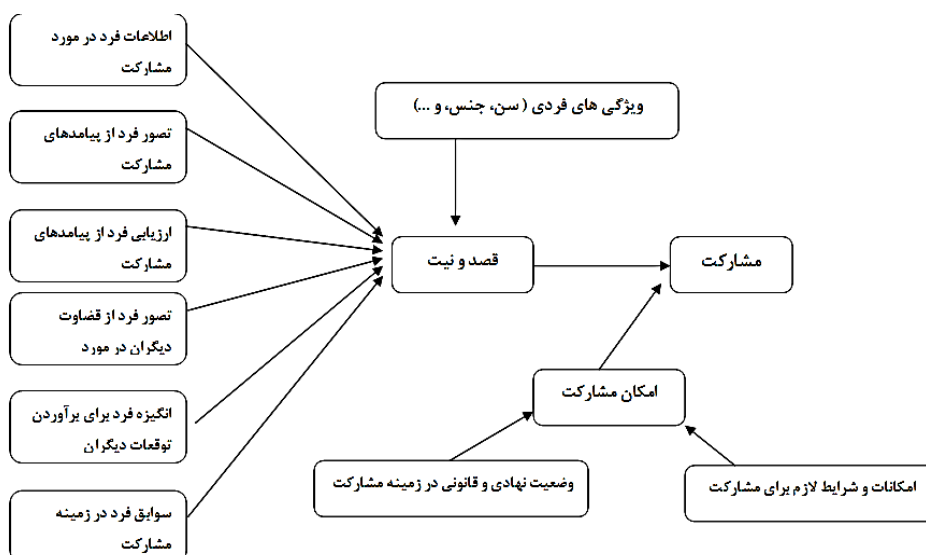 اطلاعات فرد در مورد
مشارکت
ویژگی های فردی ( سن، جنس، و ...)
تصور فرد از پیامدهای
مشارکت
ارزیابی فرد از پیامدهای
مشارکت
قصد و نیت
مشارکت
تصور فرد از قضاوت
دیگران در مورد
امکان مشارکت
انگیزه فرد برای برآوردن
توقعات دیگران
وضعیت نهادی و قانونی در زمینه مشارکت
امکانات و شرایط لازم برای مشارکت
سوابق فرد در زمینه
مشارکت